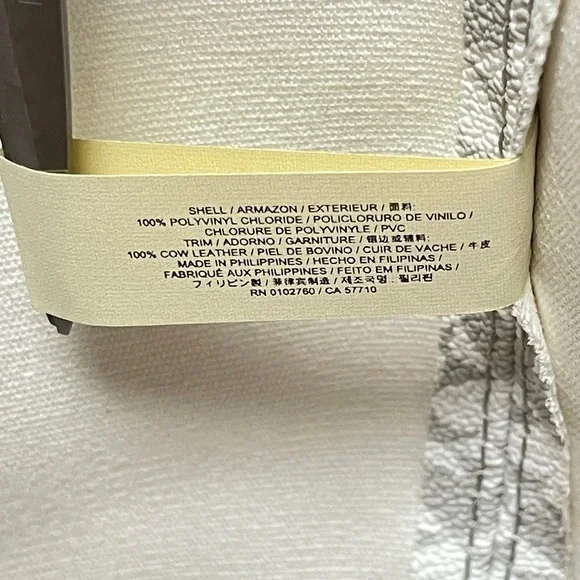 SHELL / ARMAZON / EXTERIEUR / 面料:
100% POLYVINYL CHLORIDE / POLICLORURO DE VINILO /
CHLORURE DE POLYVINYLE / PVC
TRIM / ADORNO / GARNITURE / 镶边或辅料:
100% COW LEATHER / PIEL DE BOVINO / CUIR DE VACHE / 牛皮
MADE IN PHILIPPINES / HECHO EN FILIPINAS /
FABRIQUÉ AUX PHILIPPINES / FEITO EM FILIPINAS /
フィリピン製 / 菲律宾制造 / 제조국명 : 필리핀
RN 0102760 / CA 57710